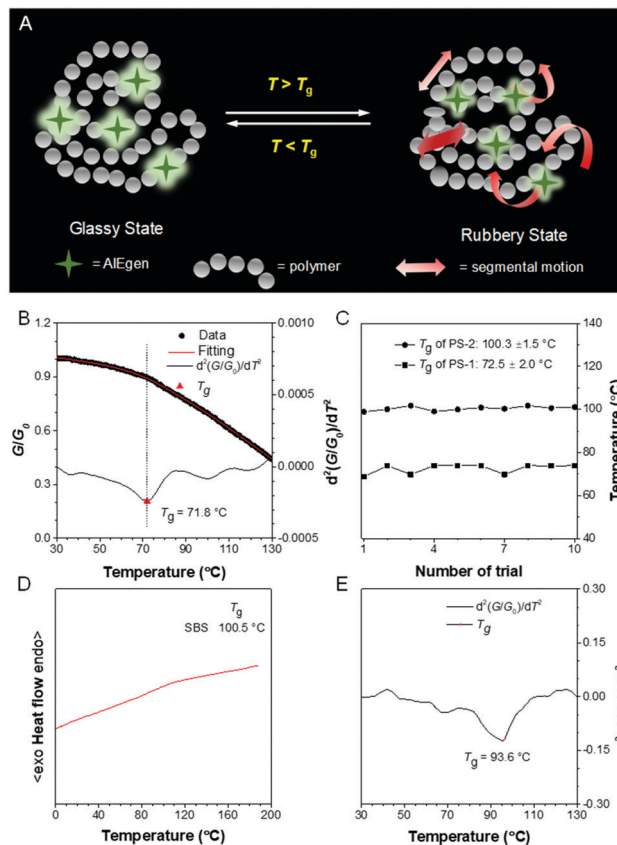 A
T > Tg
T < Tg
Glassy State
Rubbery State
= AIEgen
= polymer
= segmental motion
B
1.2
0.9
0.6
0.3
0.0
G/G0
0.0010
0.0005
0.0000
-0.0005
d²(G/G0)/dT²
Data
Fitting
d²(G/G0)/dT²
Tg
Tg = 71.8 °C
30 50 70 90 110 130
Temperature (°C)
C
Tg of PS-2: 100.3 ±1.5 °C
Tg of PS-1: 72.5 ± 2.0 °C
140
120
100
80
60
40
Temperature (°C)
1 4 7 10
Number of trial
D
Tg
SBS 100.5 °C
<exo Heat flow endo>
0 40 80 120 160 200
Temperature (°C)
E
d²(G/G0)/dT²
Tg
Tg = 93.6 °C
0.30
0.15
0.00
-0.15
-0.30
30 50 70 90 110 130
Temperature (°C)